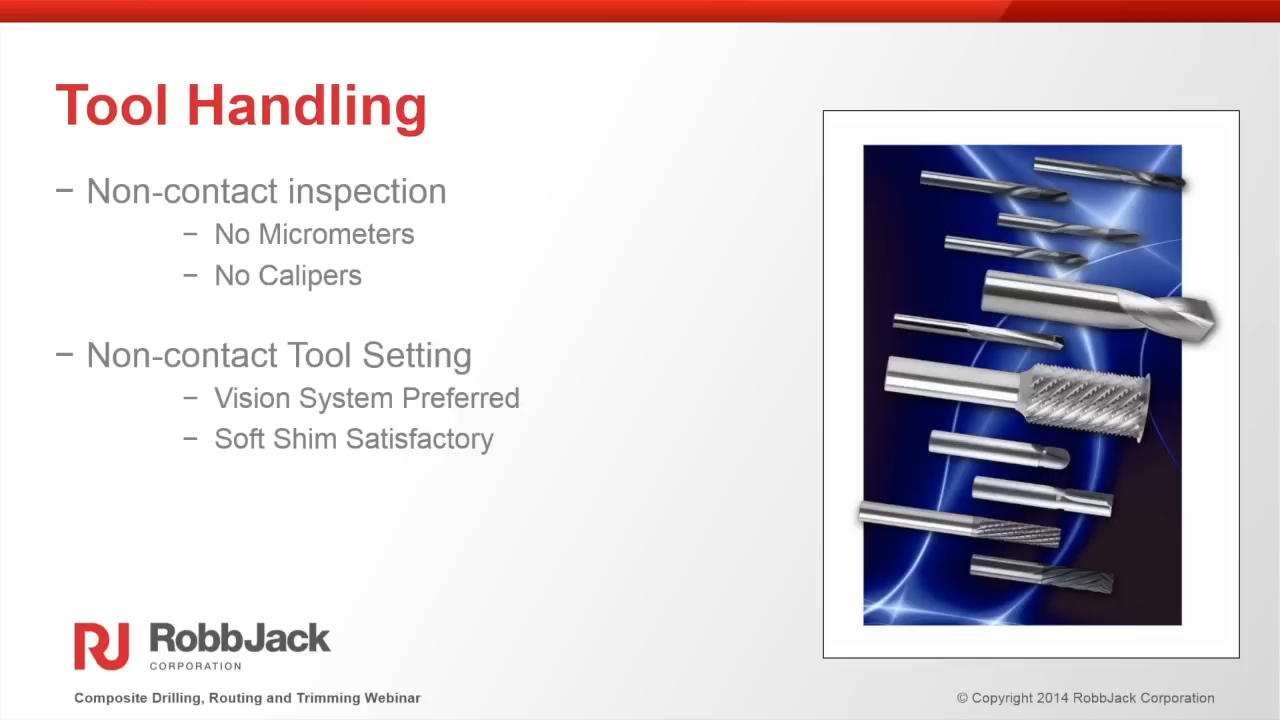 Tool Handling
− Non-contact inspection
− No Micrometers
− No Calipers
− Non-contact Tool Setting
− Vision System Preferred
− Soft Shim Satisfactory
RJ RobbJack
CORPORATION
Composite Drilling, Routing and Trimming Webinar
© Copyright 2014 RobbJack Corporation